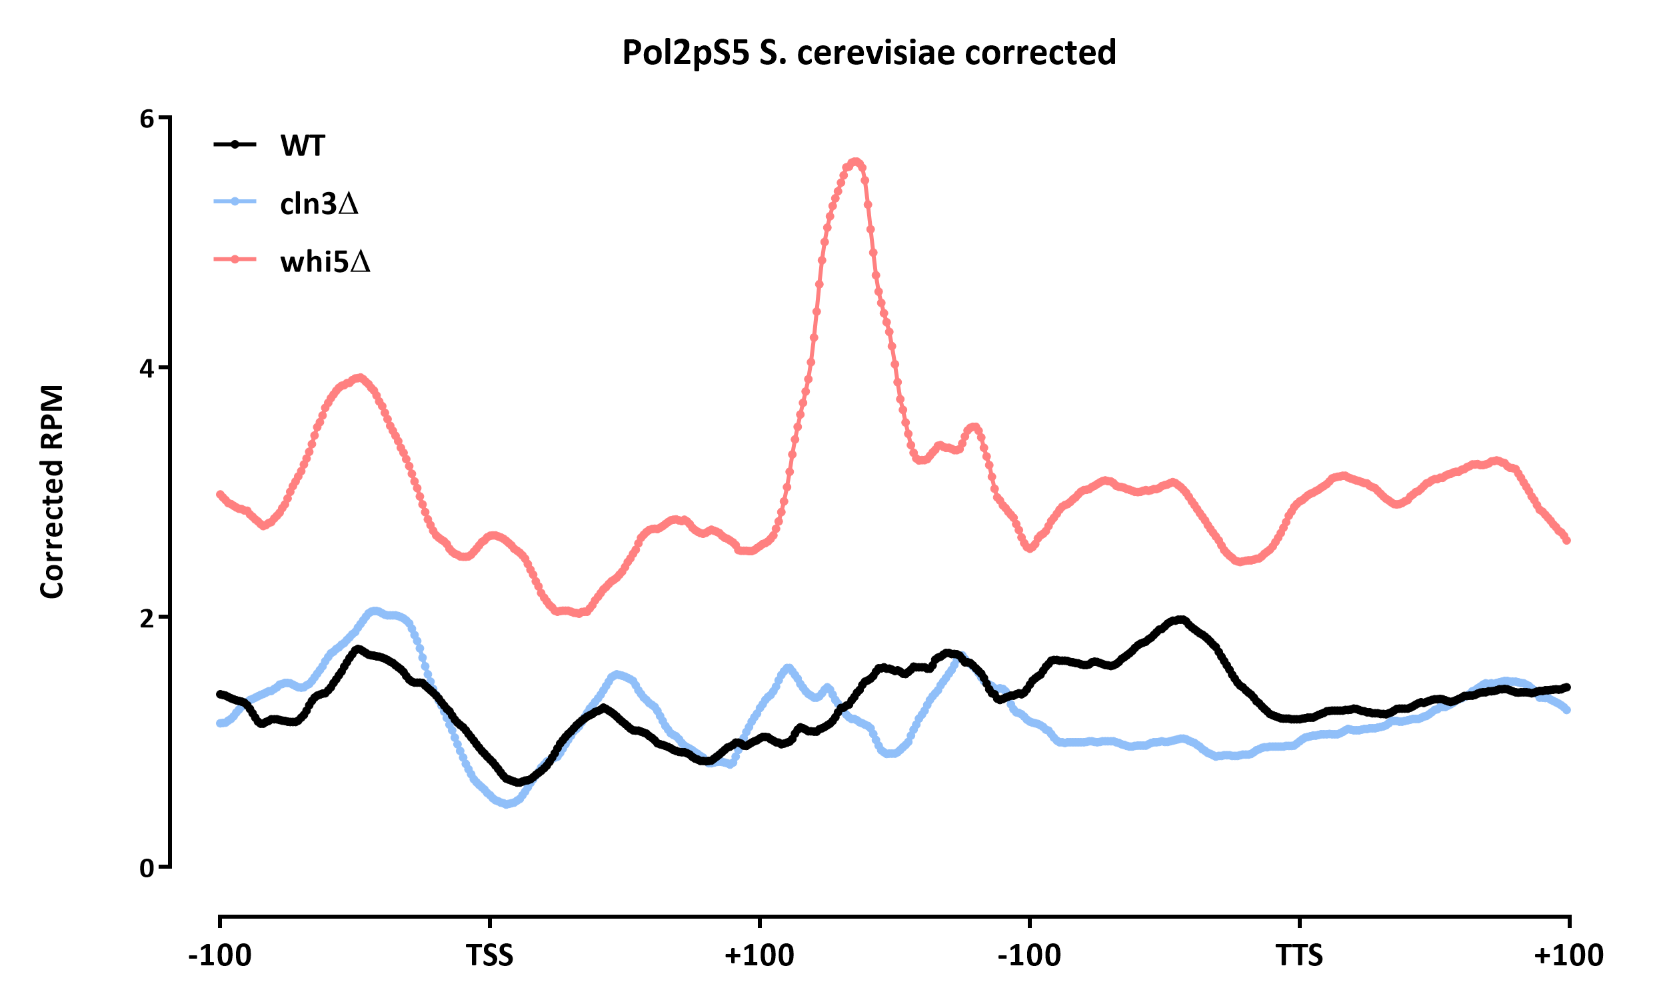 Pol2pS5 S. cerevisiae corrected
6
WT
cln3Δ
whi5Δ
4
Corrected RPM
2
0
-100 TSS +100 -100 TTS +100